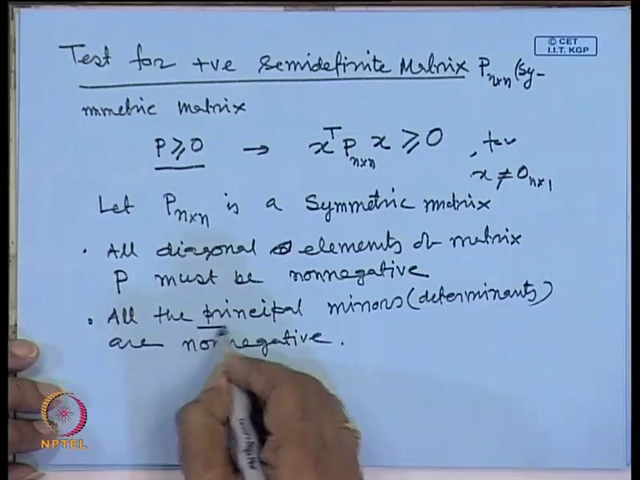 © CET
I.I.T. KGP
Test for +ve Semidefinite Matrix Pn×n (Sy-
mmetric matrix
P ⩾ 0 → xᵀ Pn×n x ⩾ 0 , for
x ≠ 0n×1
Let Pn×n is a symmetric matrix
• All diagonal elements of matrix
P must be nonnegative
• All the principal minors (determinants)
are nonnegative.
NPTEL